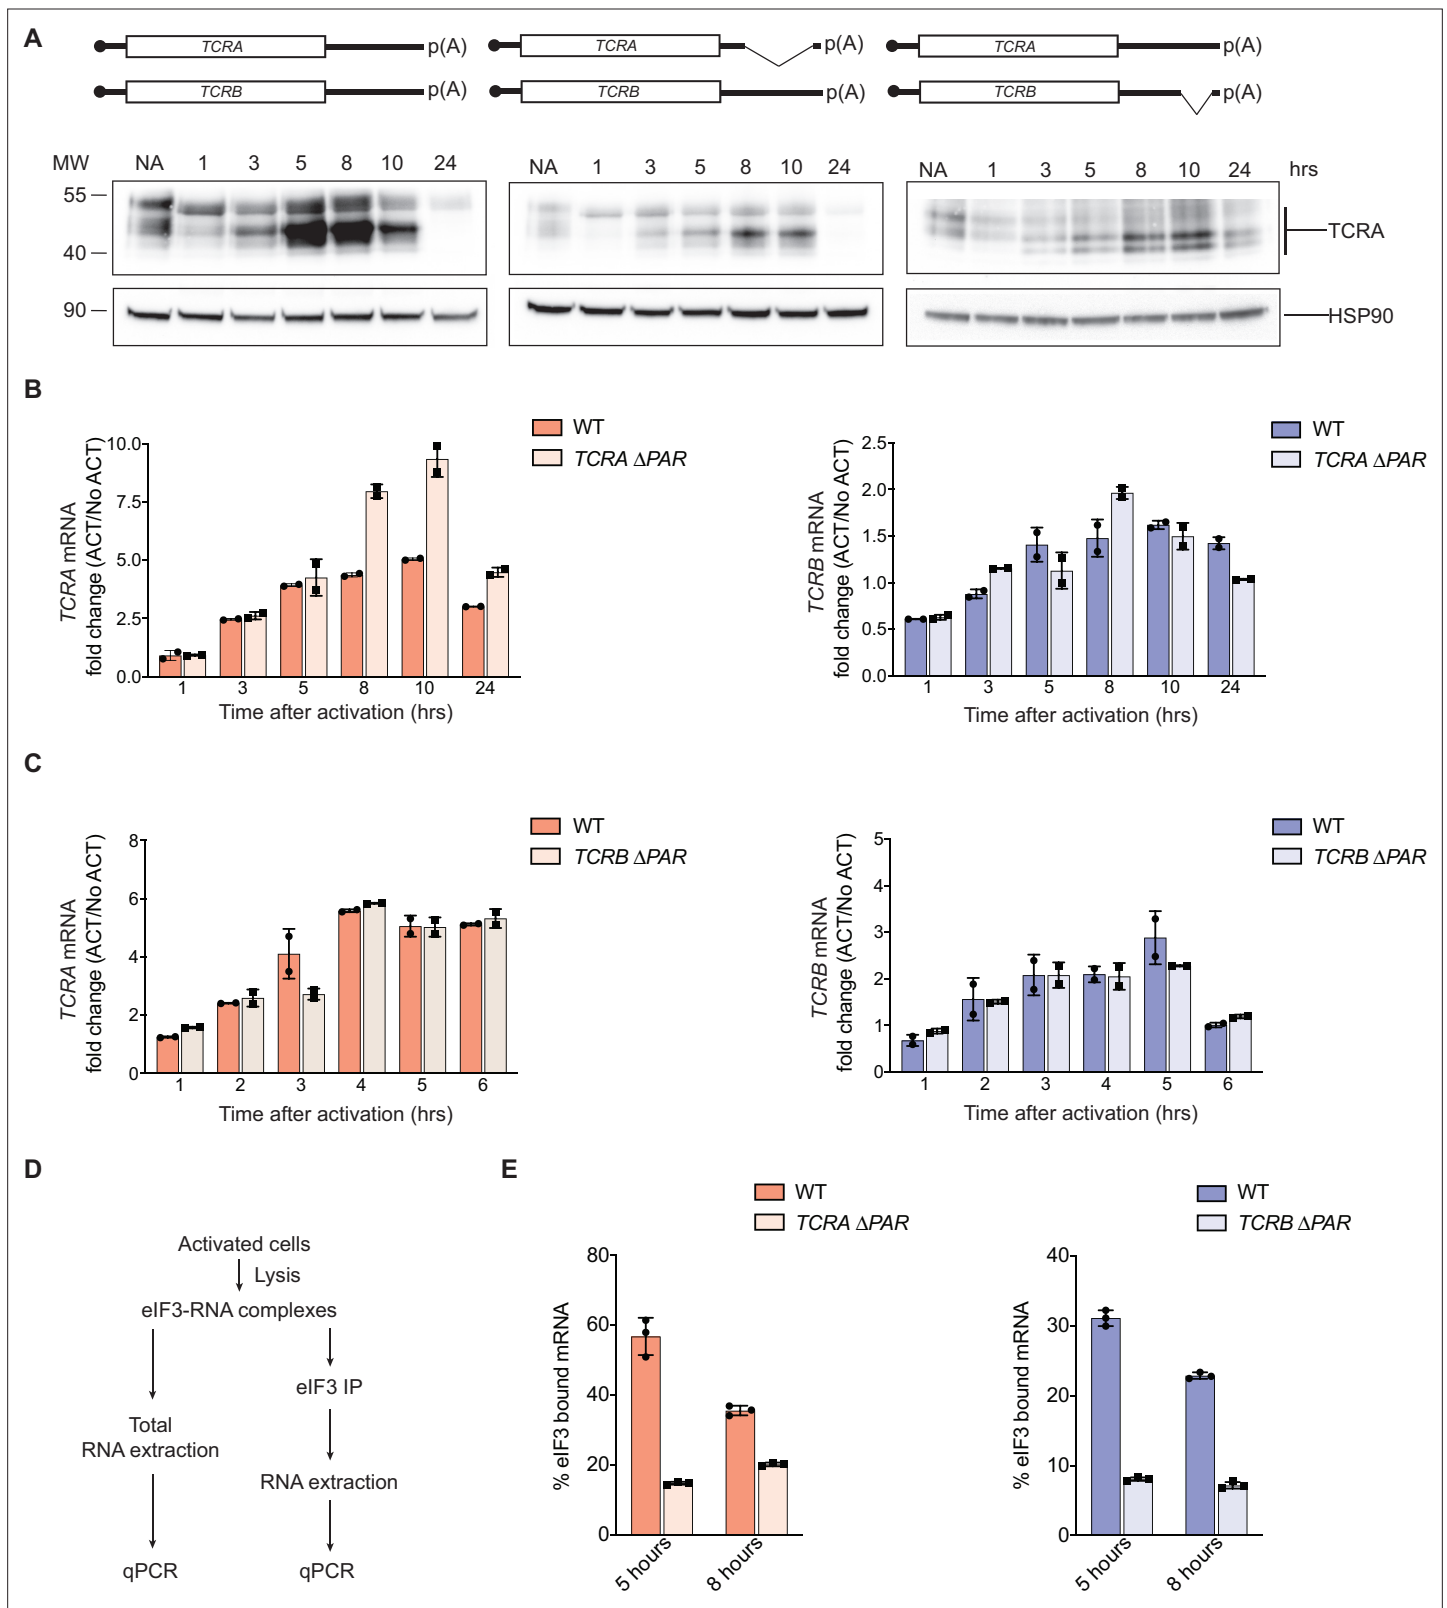 A
TCRA p(A) TCRA p(A) TCRA p(A)
TCRB p(A) TCRB p(A) TCRB p(A)
MW NA 1 3 5 8 10 24 NA 1 3 5 8 10 24 NA 1 3 5 8 10 24 hrs
55
TCRA
40
90
HSP90
B
WT
TCRA ΔPAR
TCRA mRNA
fold change (ACT/No ACT)
10.0
7.5
5.0
2.5
0.0
1 3 5 8 10 24
Time after activation (hrs)
WT
TCRA ΔPAR
TCRB mRNA
fold change (ACT/No ACT)
2.5
2.0
1.5
1.0
0.5
0.0
1 3 5 8 10 24
Time after activation (hrs)
C
WT
TCRB ΔPAR
TCRA mRNA
fold change (ACT/No ACT)
8
6
4
2
0
1 2 3 4 5 6
Time after activation (hrs)
WT
TCRB ΔPAR
TCRB mRNA
fold change (ACT/No ACT)
5
4
3
2
1
0
1 2 3 4 5 6
Time after activation (hrs)
D
Activated cells
Lysis
eIF3-RNA complexes
eIF3 IP
Total
RNA extraction
RNA extraction
qPCR
qPCR
E
WT
TCRA ΔPAR
% eIF3 bound mRNA
80
60
40
20
0
5 hours
8 hours
WT
TCRB ΔPAR
% eIF3 bound mRNA
40
30
20
10
0
5 hours
8 hours